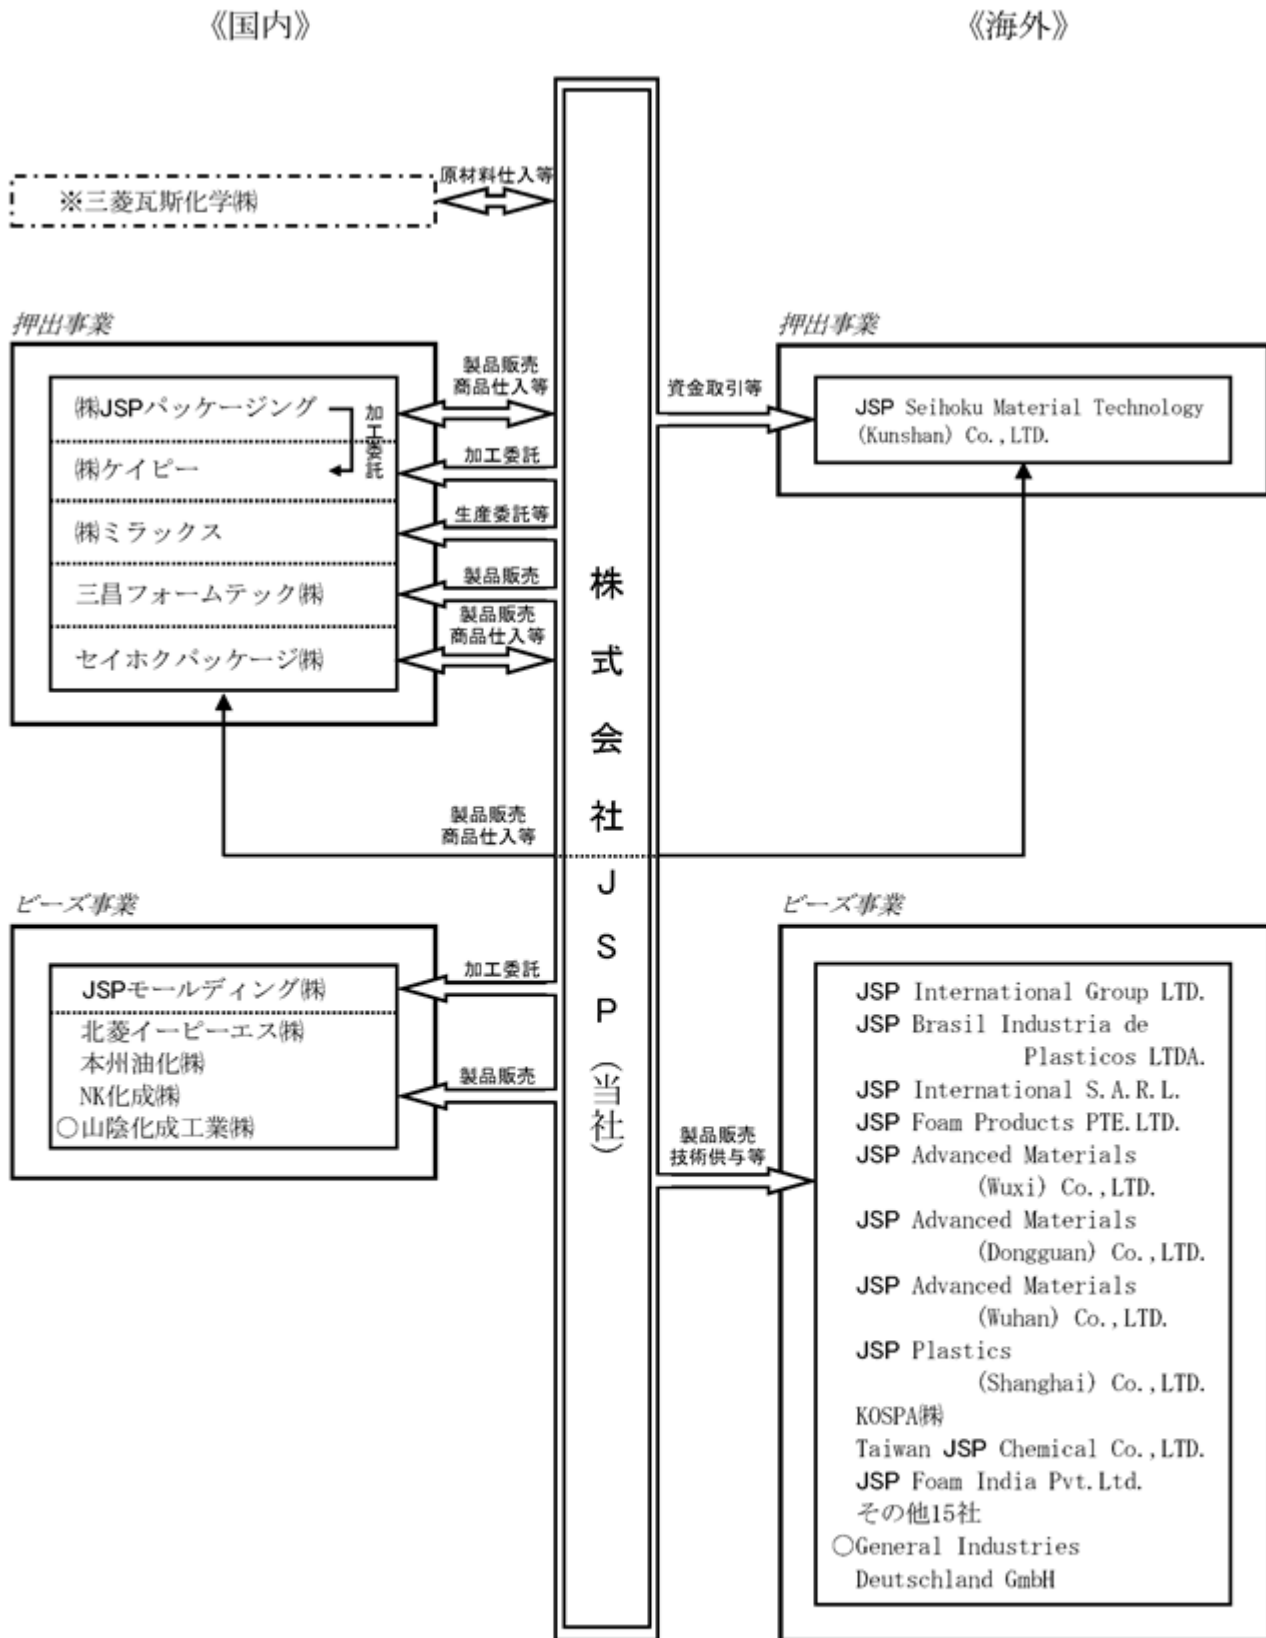 《国内》
《海外》
※三菱瓦斯化学㈱
原材料仕入等
押出事業
㈱JSPパッケージング
㈱ケイピー
加工委託
㈱ミラックス
三昌フォームテック㈱
セイホクパッケージ㈱
製品販売
商品仕入等
加工委託
生産委託等
製品販売
製品販売
商品仕入等
製品販売
商品仕入等
ビーズ事業
JSPモールディング㈱
北菱イーピーエス㈱
本州油化㈱
NK化成㈱
○山陰化成工業㈱
加工委託
製品販売
株式会社JSP(当社)
押出事業
資金取引等
JSP Seihoku Material Technology
(Kunshan) Co.,LTD.
ビーズ事業
製品販売
技術供与等
JSP International Group LTD.
JSP Brasil Industria de
Plasticos LTDA.
JSP International S.A.R.L.
JSP Foam Products PTE.LTD.
JSP Advanced Materials
(Wuxi) Co.,LTD.
JSP Advanced Materials
(Dongguan) Co.,LTD.
JSP Advanced Materials
(Wuhan) Co.,LTD.
JSP Plastics
(Shanghai) Co.,LTD.
KOSPA㈱
Taiwan JSP Chemical Co.,LTD.
JSP Foam India Pvt.Ltd.
その他15社
○General Industries
Deutschland GmbH